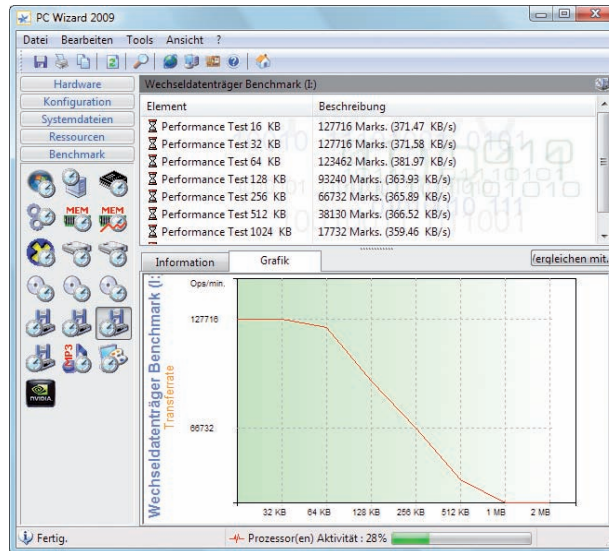 PC Wizard 2009
Datei Bearbeiten Tools Ansicht ?
Hardware
Konfiguration
Systemdateien
Ressourcen
Benchmark
MEM MEM
MP3
NVIDIA
Wechseldatenträger Benchmark (I:)
Element Beschreibung
Performance Test 16 KB 127716 Marks. (371.47 KB/s)
Performance Test 32 KB 127716 Marks. (371.58 KB/s)
Performance Test 64 KB 123462 Marks. (381.97 KB/s)
Performance Test 128 KB 93240 Marks. (363.93 KB/s)
Performance Test 256 KB 66732 Marks. (365.89 KB/s)
Performance Test 512 KB 38130 Marks. (366.52 KB/s)
Performance Test 1024 KB 17732 Marks. (359.46 KB/s)
Information Grafik /ergleichen mit.
Ops/min.
127716
66732
Wechseldatenträger Benchmark (I:
Transferrate
32 KB 64 KB 128 KB 256 KB 512 KB 1 MB 2 MB
Fertig. Prozessor(en) Aktivität : 28%